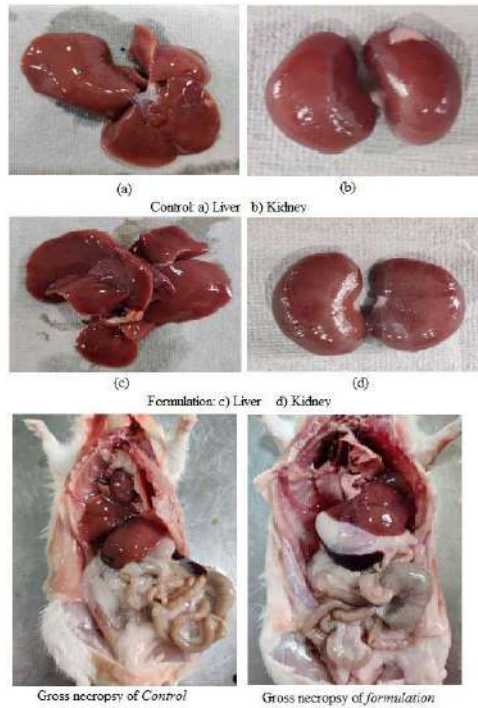 (a)
(b)
Control: a) Liver b) Kidney
(c)
(d)
Formulation: c) Liver d) Kidney
Gross necropsy of Control
Gross necropsy of formulation